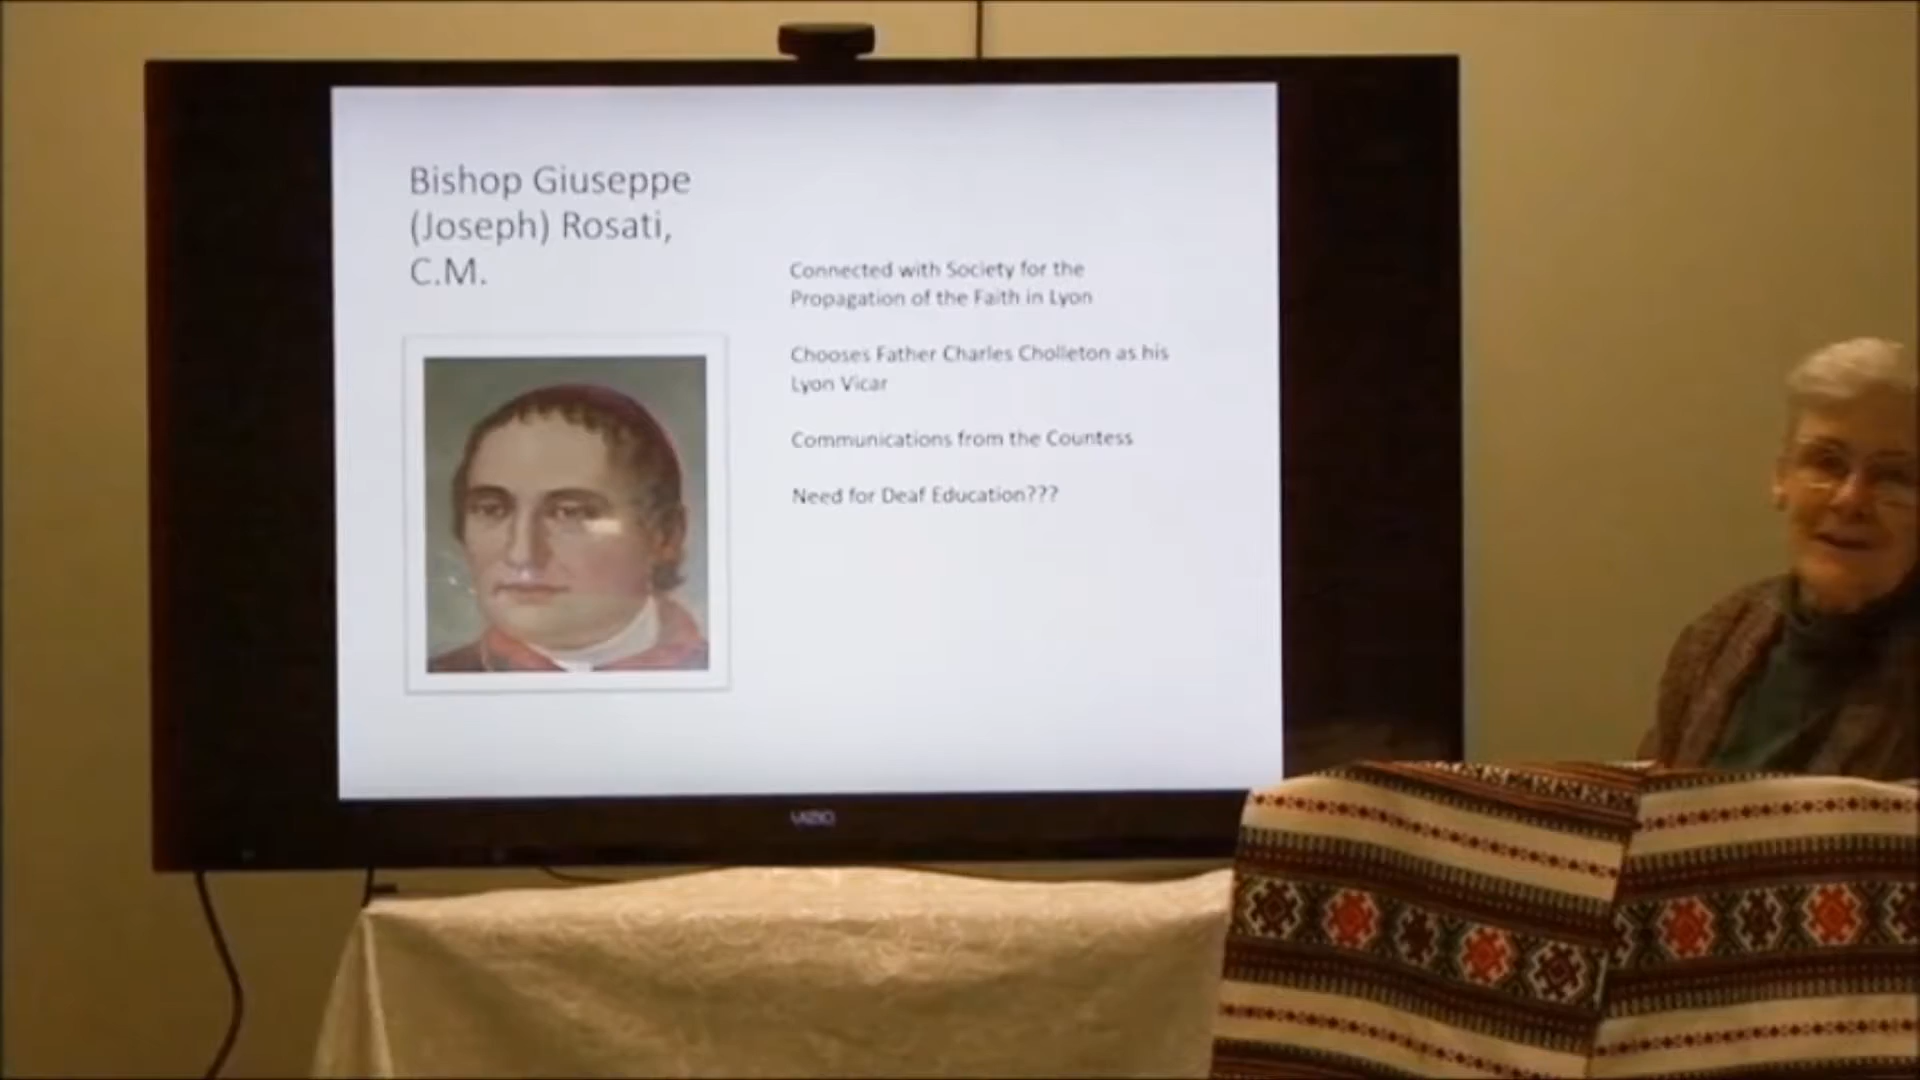 Bishop Giuseppe
(Joseph) Rosati,
C.M.
Connected with Society for the
Propagation of the Faith in Lyon
Chooses Father Charles Cholleton as his
Lyon Vicar
Communications from the Countess
Need for Deaf Education???
VIZIO